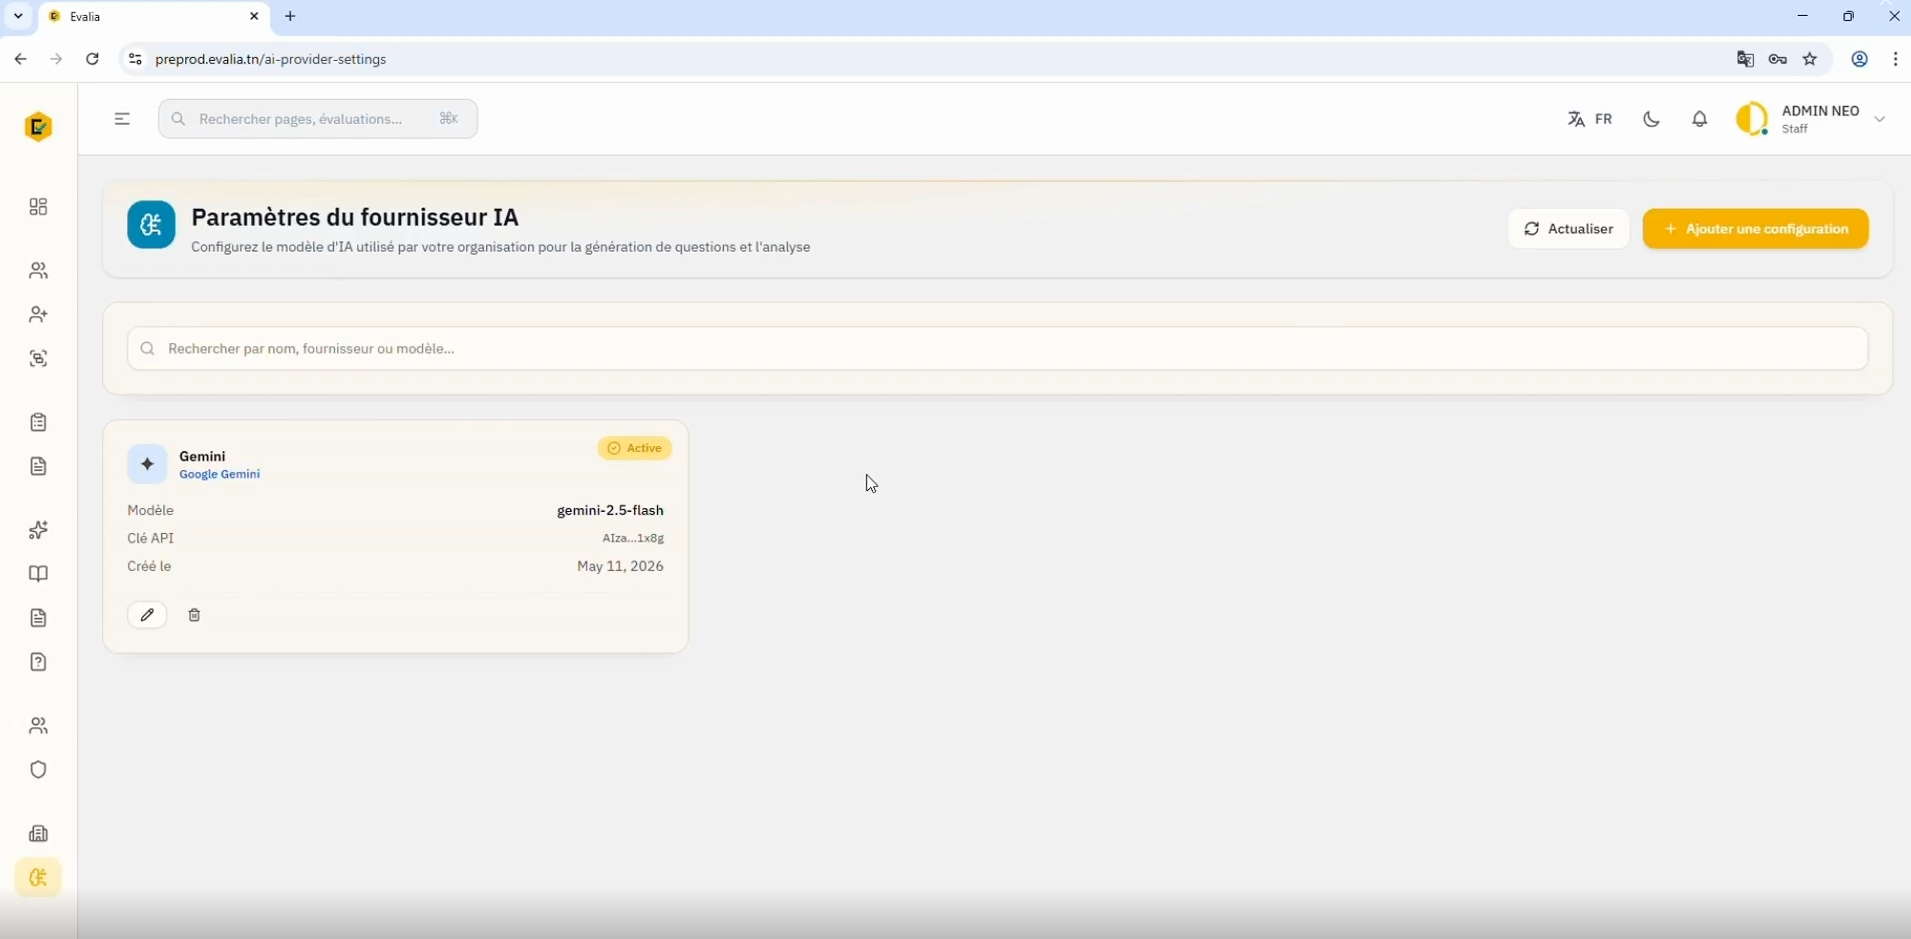 Evalia
preprod.evalia.tn/ai-provider-settings
Rechercher pages, évaluations... ⌘K
FR
ADMIN NEO
Staff
Paramètres du fournisseur IA
Configurez le modèle d'IA utilisé par votre organisation pour la génération de questions et l'analyse
Actualiser
+ Ajouter une configuration
Rechercher par nom, fournisseur ou modèle...
Gemini
Google Gemini
Active
Modèle gemini-2.5-flash
Clé API AIza...1x8g
Créé le May 11, 2026